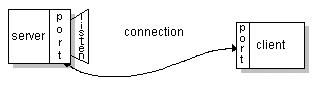 server
port
listen
connection
port
client